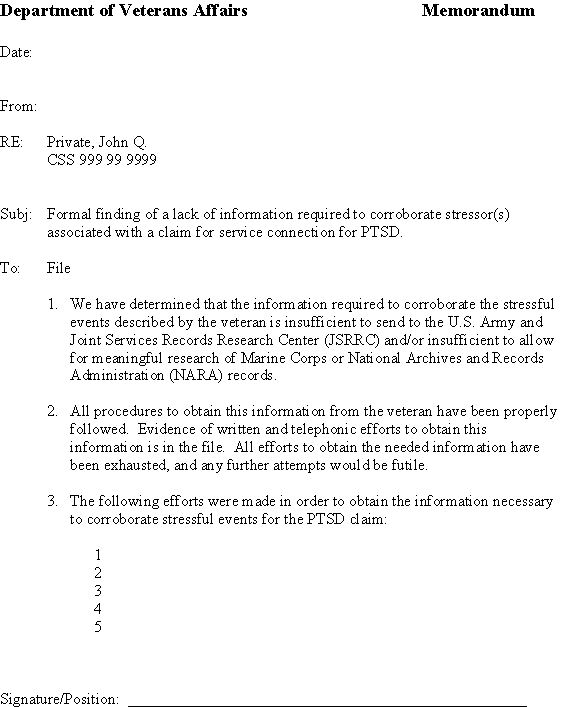 Department of Veterans Affairs Memorandum
Date:
From:
RE: Private, John Q.
CSS 999 99 9999
Subj: Formal finding of a lack of information required to corroborate stressor(s)
associated with a claim for service connection for PTSD.
To: File
1. We have determined that the information required to corroborate the stressful
events described by the veteran is insufficient to send to the U.S. Army and
Joint Services Records Research Center (JSRRC) and/or insufficient to allow
for meaningful research of Marine Corps or National Archives and Records
Administration (NARA) records.
2. All procedures to obtain this information from the veteran have been properly
followed. Evidence of written and telephonic efforts to obtain this
information is in the file. All efforts to obtain the needed information have
been exhausted, and any further attempts would be futile.
3. The following efforts were made in order to obtain the information necessary
to corroborate stressful events for the PTSD claim:
1
2
3
4
5
Signature/Position: